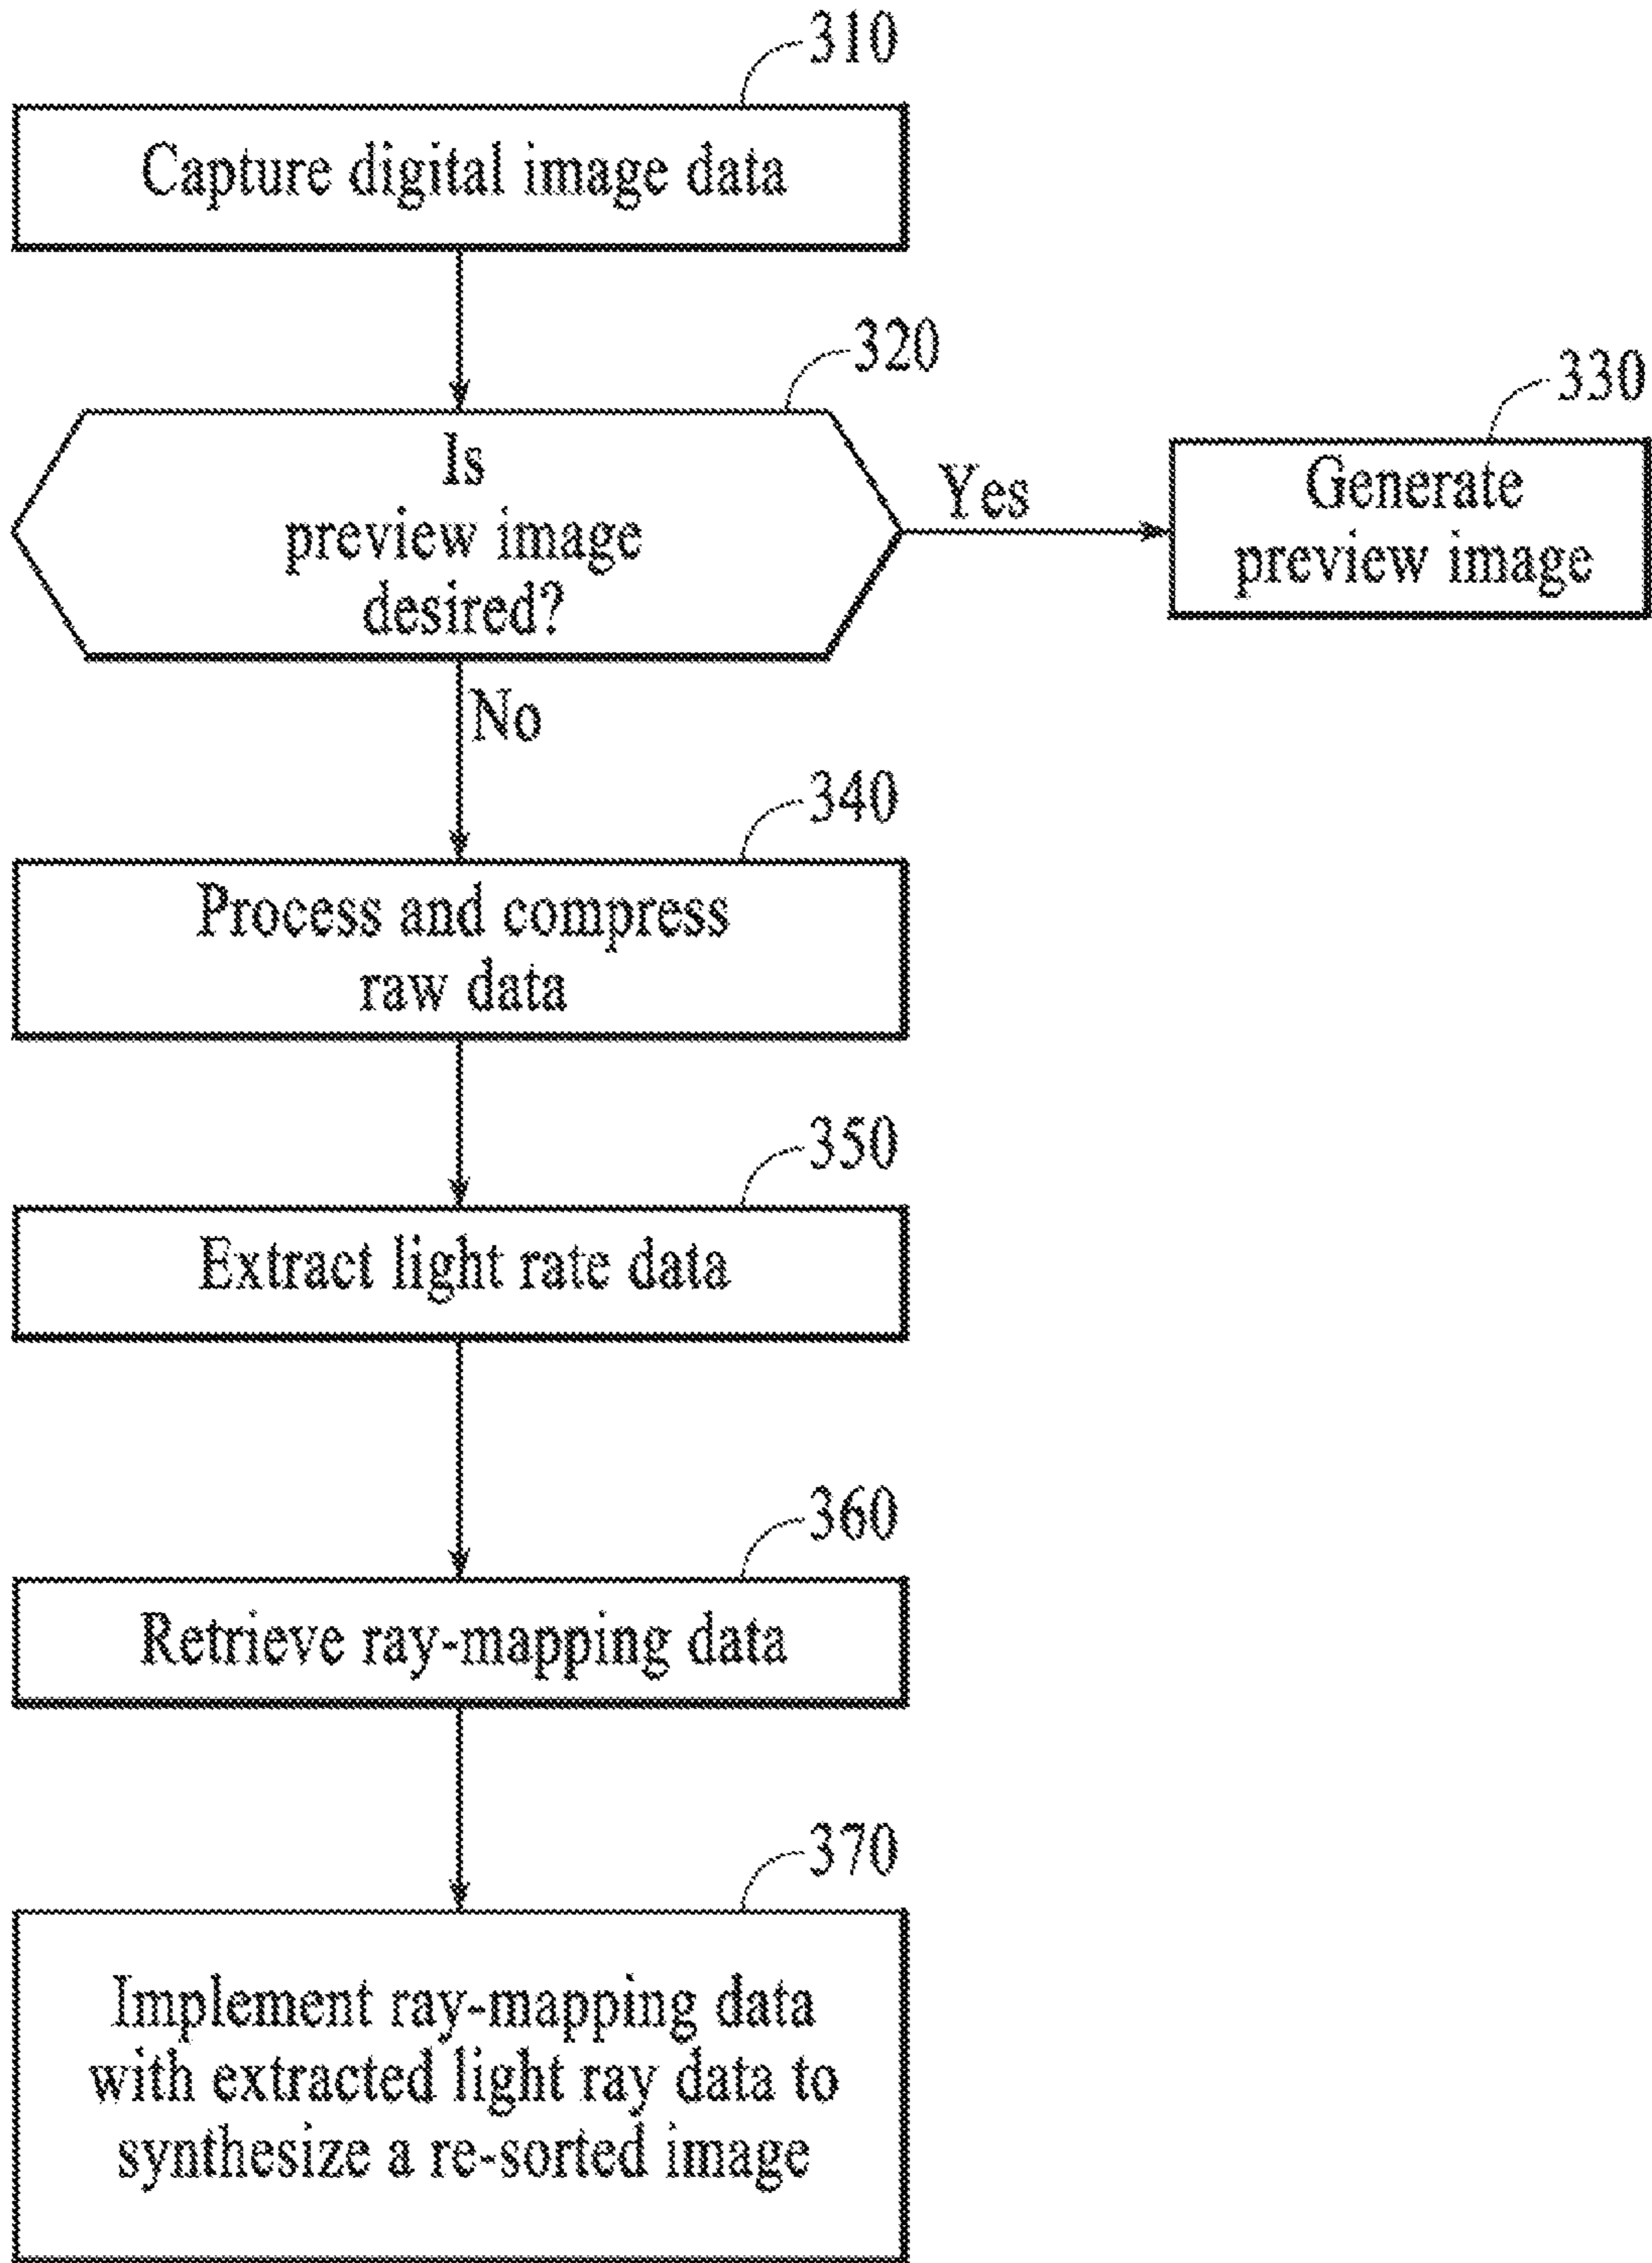 310
Capture digital image data
320
Is
preview image
desired?
Yes
330
Generate
preview image
No
340
Process and compress
raw data
350
Extract light rate data
360
Retrieve ray-mapping data
370
Implement ray-mapping data
with extracted light ray data to
synthesize a re-sorted image